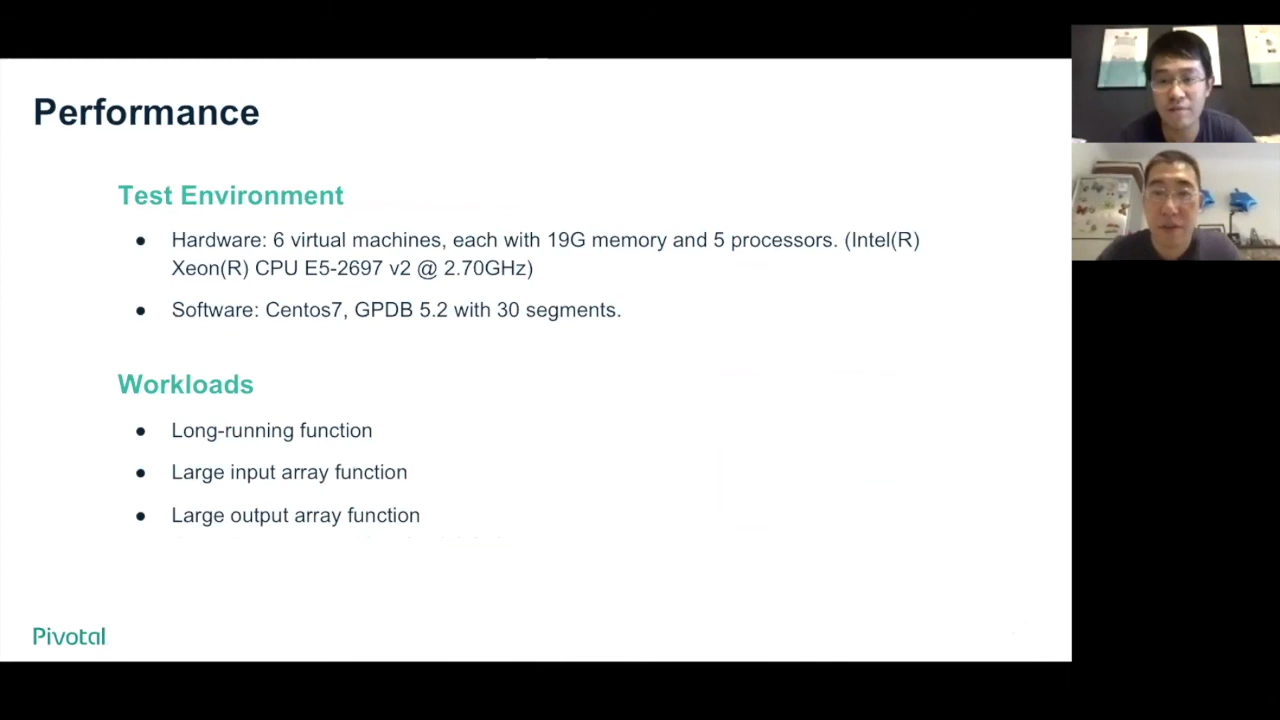 Performance
Test Environment
● Hardware: 6 virtual machines, each with 19G memory and 5 processors. (Intel(R)
Xeon(R) CPU E5-2697 v2 @ 2.70GHz)
● Software: Centos7, GPDB 5.2 with 30 segments.
Workloads
● Long-running function
● Large input array function
● Large output array function
Pivotal